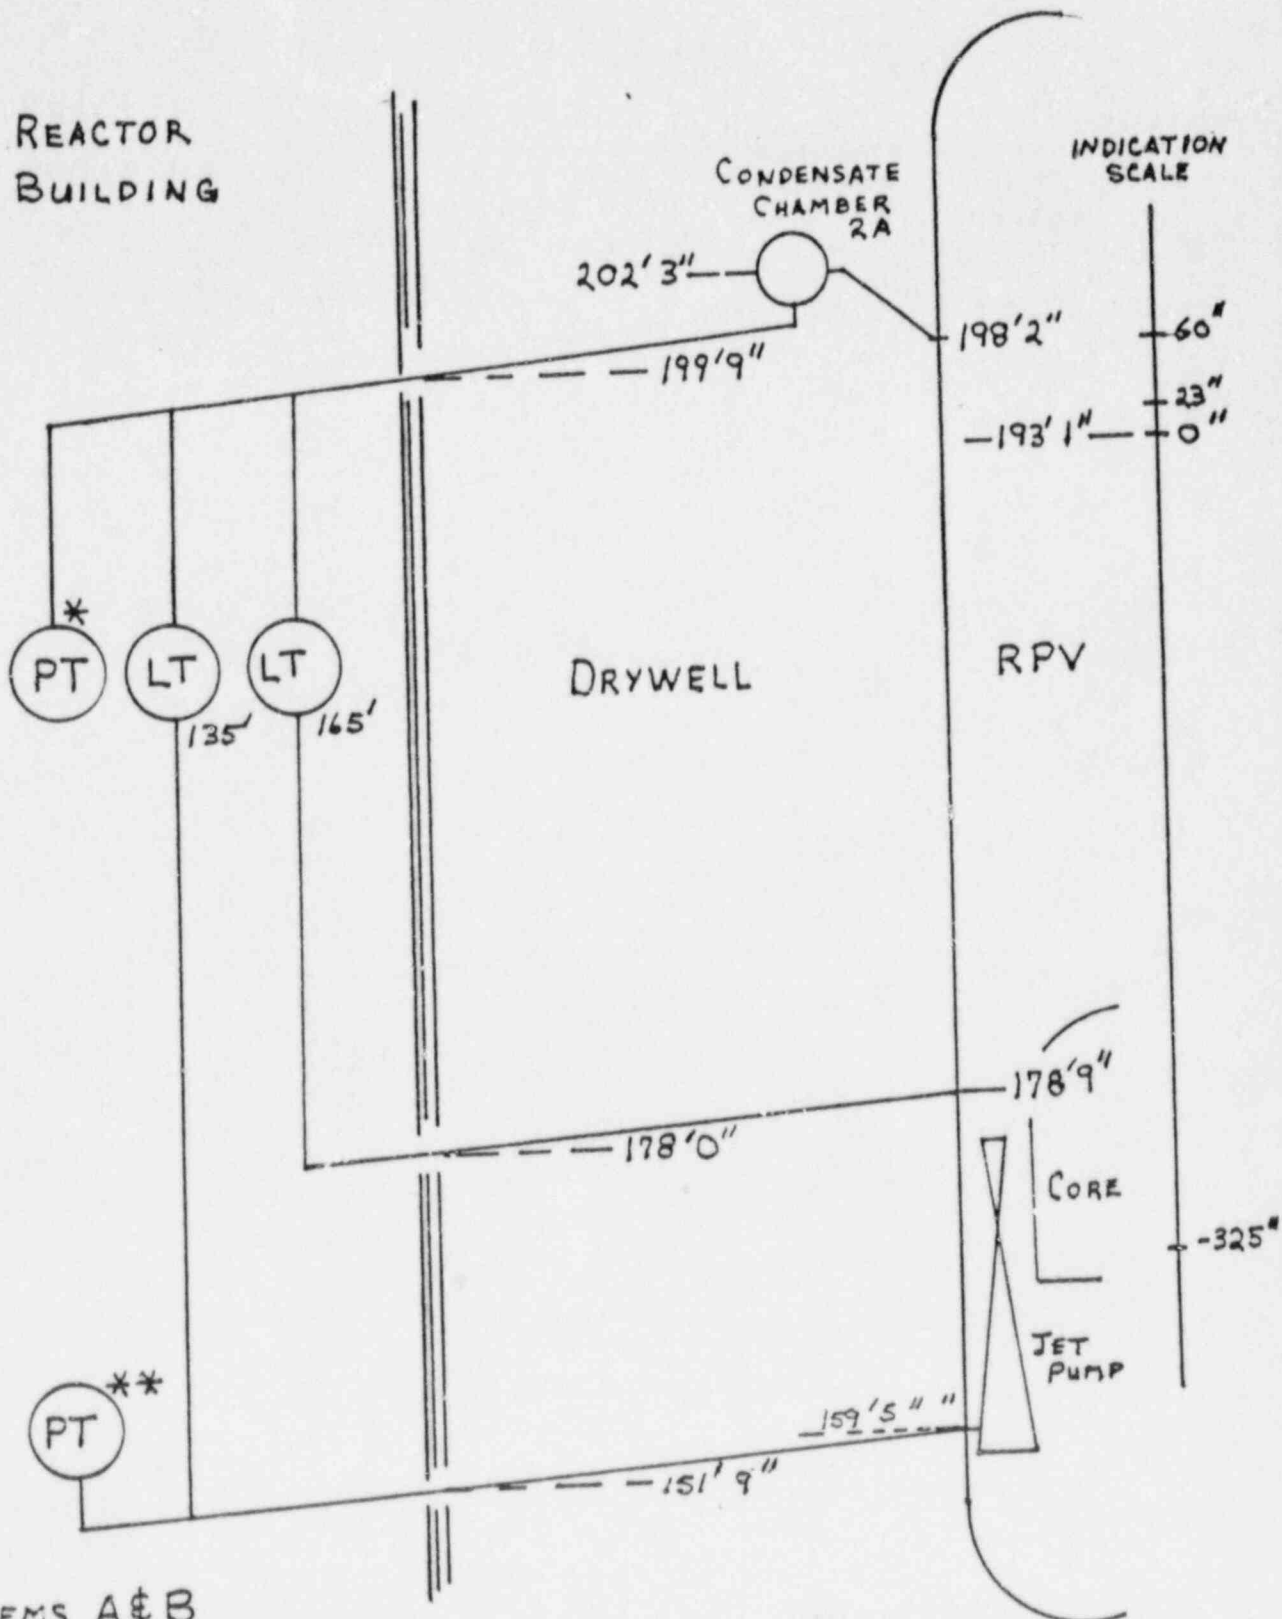 REACTOR
BUILDING
CONDENSATE
CHAMBER
2A
INDICATION
SCALE
202'3"
198'2"
60"
199'9"
23"
193'1"
0"
*
PT
LT
LT
135'
165'
DRYWELL
RPV
178'9"
178'0"
CORE
-325"
JET
PUMP
**
PT
159'5" "
151'9"
EMS A&B